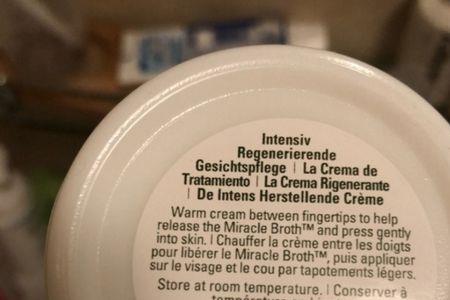 Intensiv
Regenerierende
Gesichtspflege | La Crema de
Tratamiento | La Crema Rigenerante
| De Intens Herstellende Crème
Warm cream between fingertips to help
release the Miracle Broth™ and press gently
into skin. | Chauffer la crème entre les doigts
pour libérer le Miracle Broth™, puis appliquer
sur le visage et le cou par tapotements légers.
Store at room temperature. | Conserver à